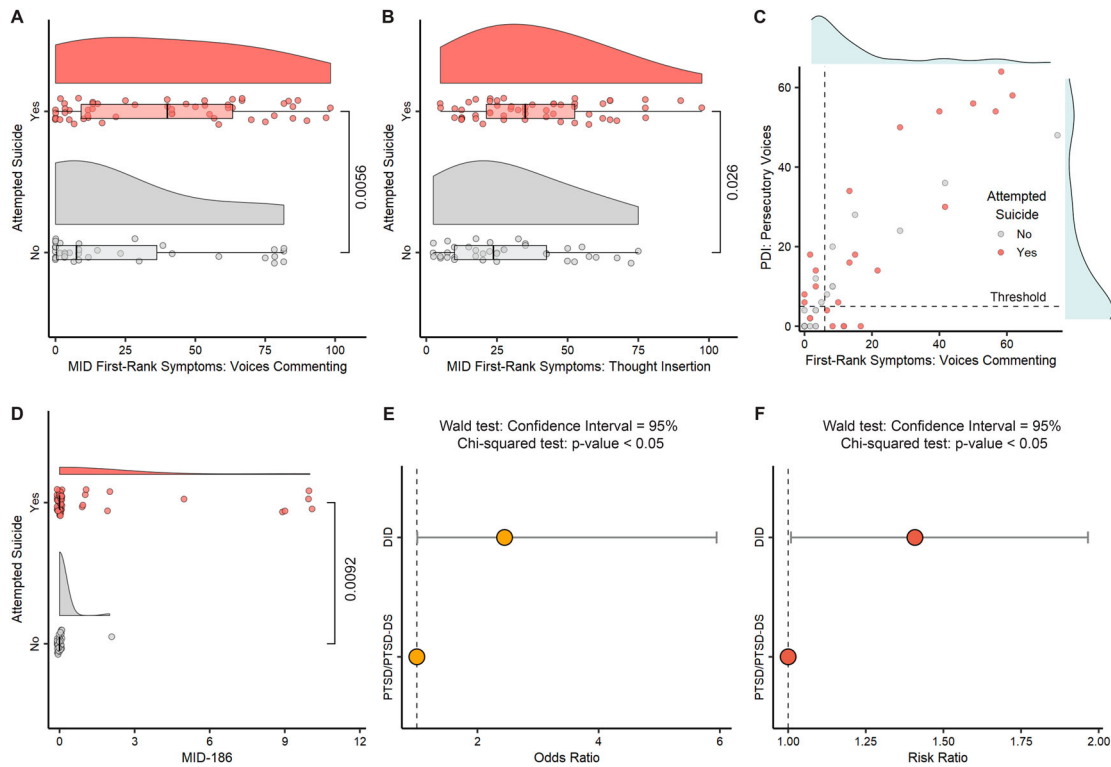 A
Attempted Suicide
Yes
No
0.0056
0
25
50
75
100
MID First-Rank Symptoms: Voices Commenting
B
Attempted Suicide
Yes
No
0.026
0
25
50
75
100
MID First-Rank Symptoms: Thought Insertion
C
PDI: Persecutory Voices
60
40
20
0
Attempted
Suicide
No
Yes
Threshold
0
20
40
60
First-Rank Symptoms: Voices Commenting
D
Attempted Suicide
Yes
No
0.0092
0
3
6
9
12
MID-186
E
Wald test: Confidence Interval = 95%
Chi-squared test: p-value < 0.05
DID
PTSD/PTSD-DS
2
4
6
Odds Ratio
F
Wald test: Confidence Interval = 95%
Chi-squared test: p-value < 0.05
DID
PTSD/PTSD-DS
1.00
1.25
1.50
1.75
2.00
Risk Ratio